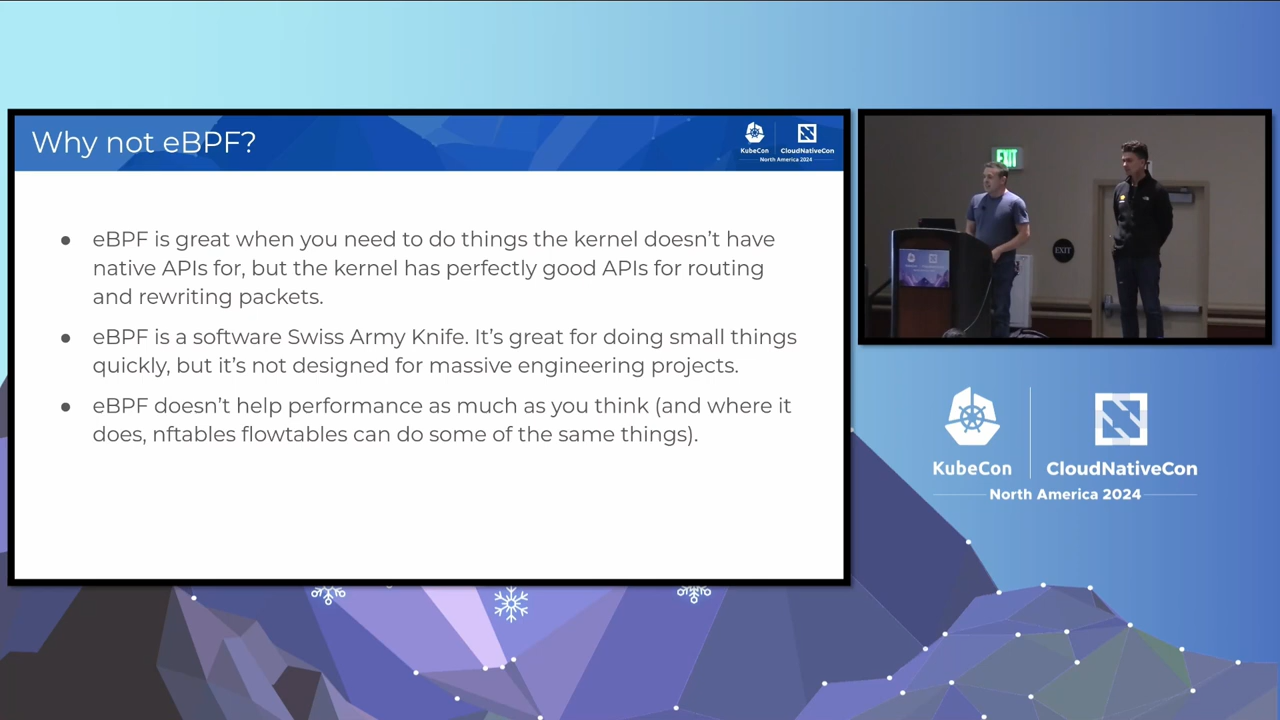 Why not eBPF?
KubeCon
CloudNativeCon
North America 2024
● eBPF is great when you need to do things the kernel doesn’t have
native APIs for, but the kernel has perfectly good APIs for routing
and rewriting packets.
● eBPF is a software Swiss Army Knife. It’s great for doing small things
quickly, but it’s not designed for massive engineering projects.
● eBPF doesn’t help performance as much as you think (and where it
does, nftables flowtables can do some of the same things).
EXIT
EXIT
KubeCon
CloudNativeCon
North America 2024